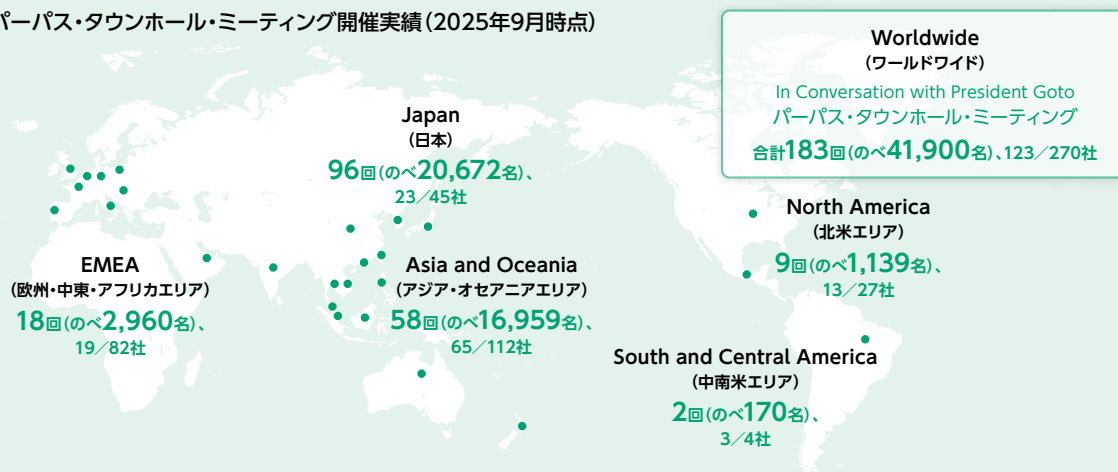 パーパス・タウンホール・ミーティング開催実績（2025年9月時点）
Worldwide
（ワールドワイド）
In Conversation with President Goto
パーパス・タウンホール・ミーティング
合計183回（のべ41,900名）、123／270社
Japan
（日本）
96回（のべ20,672名）、
23／45社
North America
（北米エリア）
9回（のべ1,139名）、
13／27社
EMEA
（欧州・中東・アフリカエリア）
18回（のべ2,960名）、
19／82社
Asia and Oceania
（アジア・オセアニアエリア）
58回（のべ16,959名）、
65／112社
South and Central America
（中南米エリア）
2回（のべ170名）、
3／4社